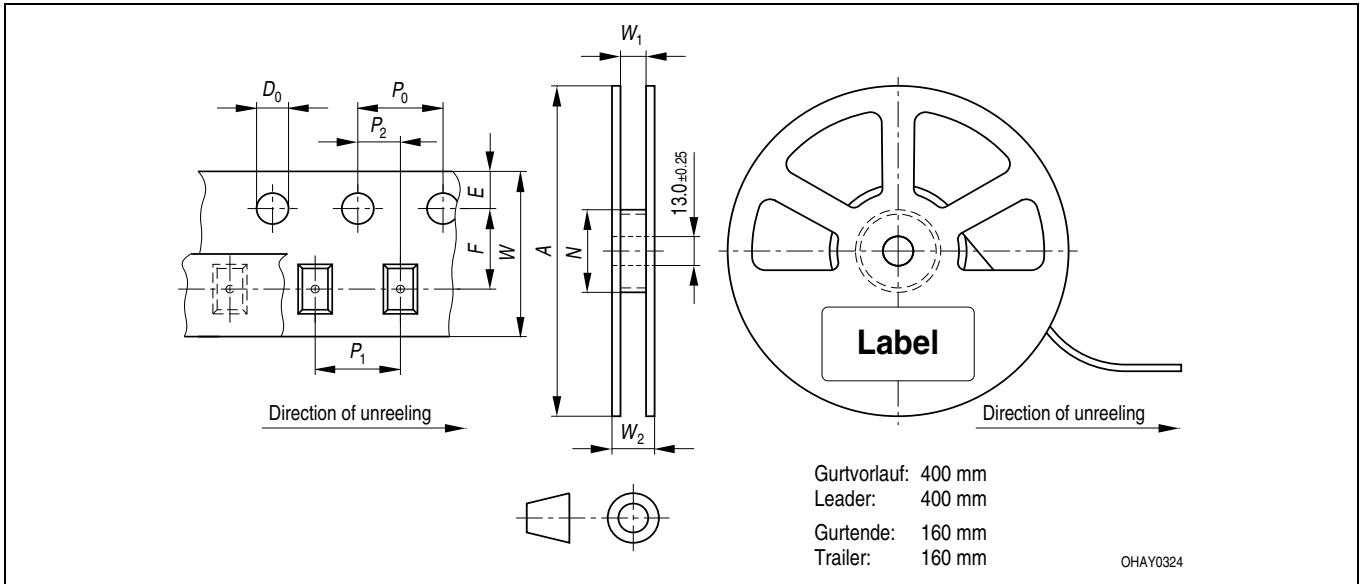 W1
D0
P0
P2
E
F
W
A
N
13.0 ±0.25
Label
P1
Direction of unreeling
W2
Direction of unreeling
Gurtvorlauf: 400 mm
Leader: 400 mm
Gurtende: 160 mm
Trailer: 160 mm
OHAY0324